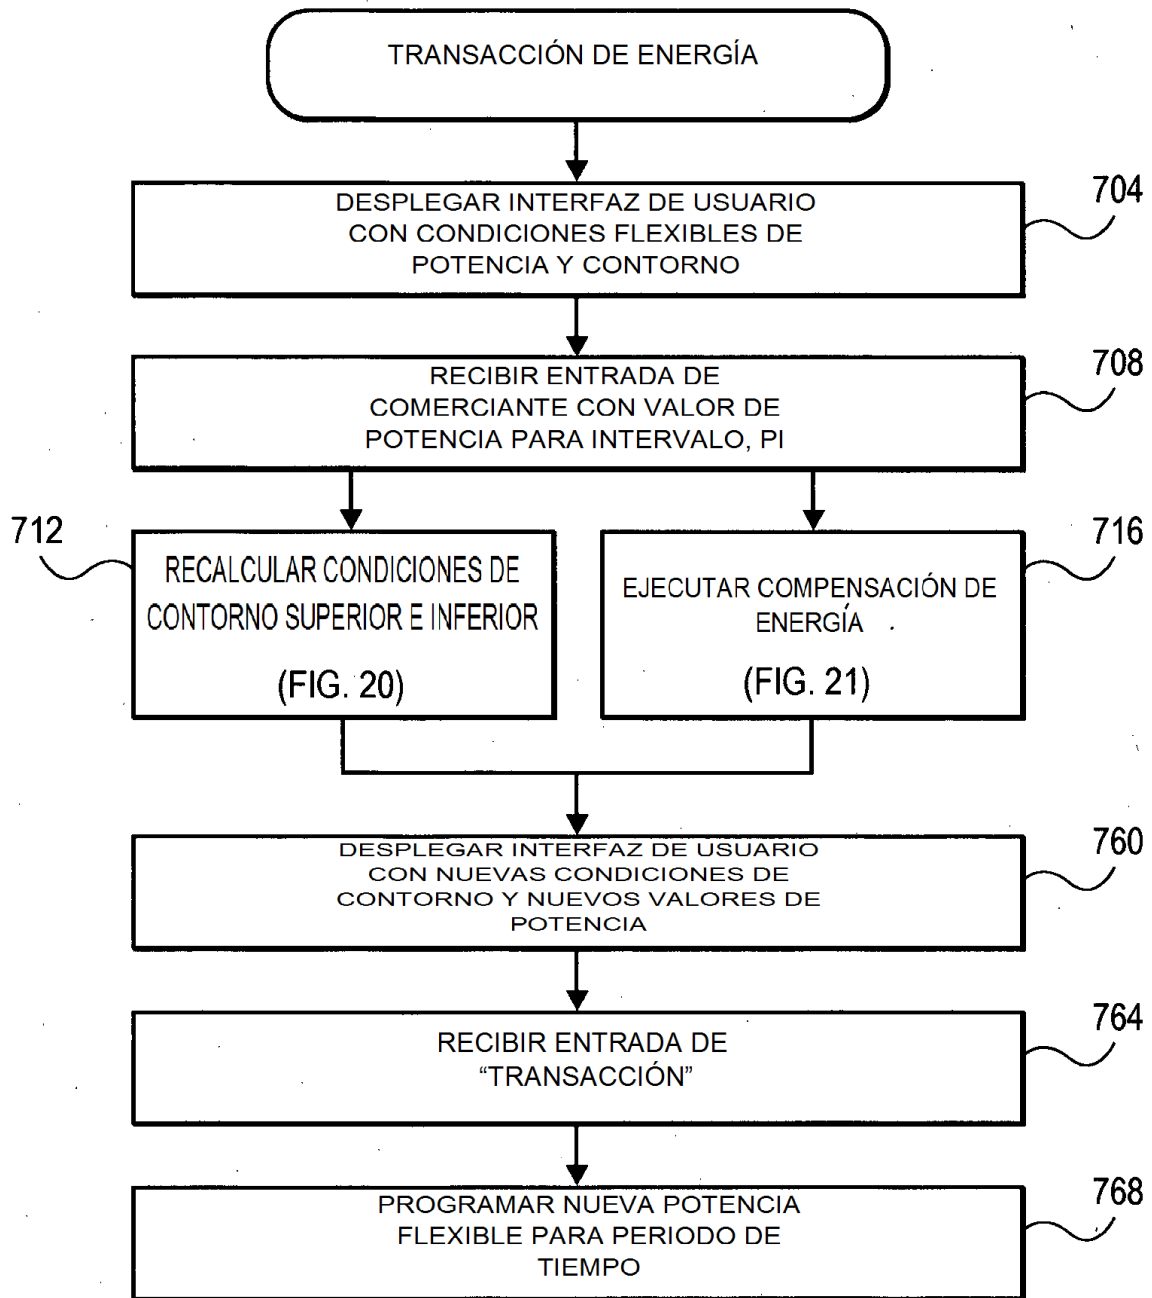 TRANSACCIÓN DE ENERGÍA
DESPLEGAR INTERFAZ DE USUARIO
CON CONDICIONES FLEXIBLES DE
POTENCIA Y CONTORNO
704
RECIBIR ENTRADA DE
COMERCIANTE CON VALOR DE
POTENCIA PARA INTERVALO, PI
708
712
RECALCULAR CONDICIONES DE
CONTORNO SUPERIOR E INFERIOR
(FIG. 20)
EJECUTAR COMPENSACIÓN DE
ENERGÍA
(FIG. 21)
716
DESPLEGAR INTERFAZ DE USUARIO
CON NUEVAS CONDICIONES DE
CONTORNO Y NUEVOS VALORES DE
POTENCIA
760
RECIBIR ENTRADA DE
“TRANSACCIÓN”
764
PROGRAMAR NUEVA POTENCIA
FLEXIBLE PARA PERIODO DE
TIEMPO
768